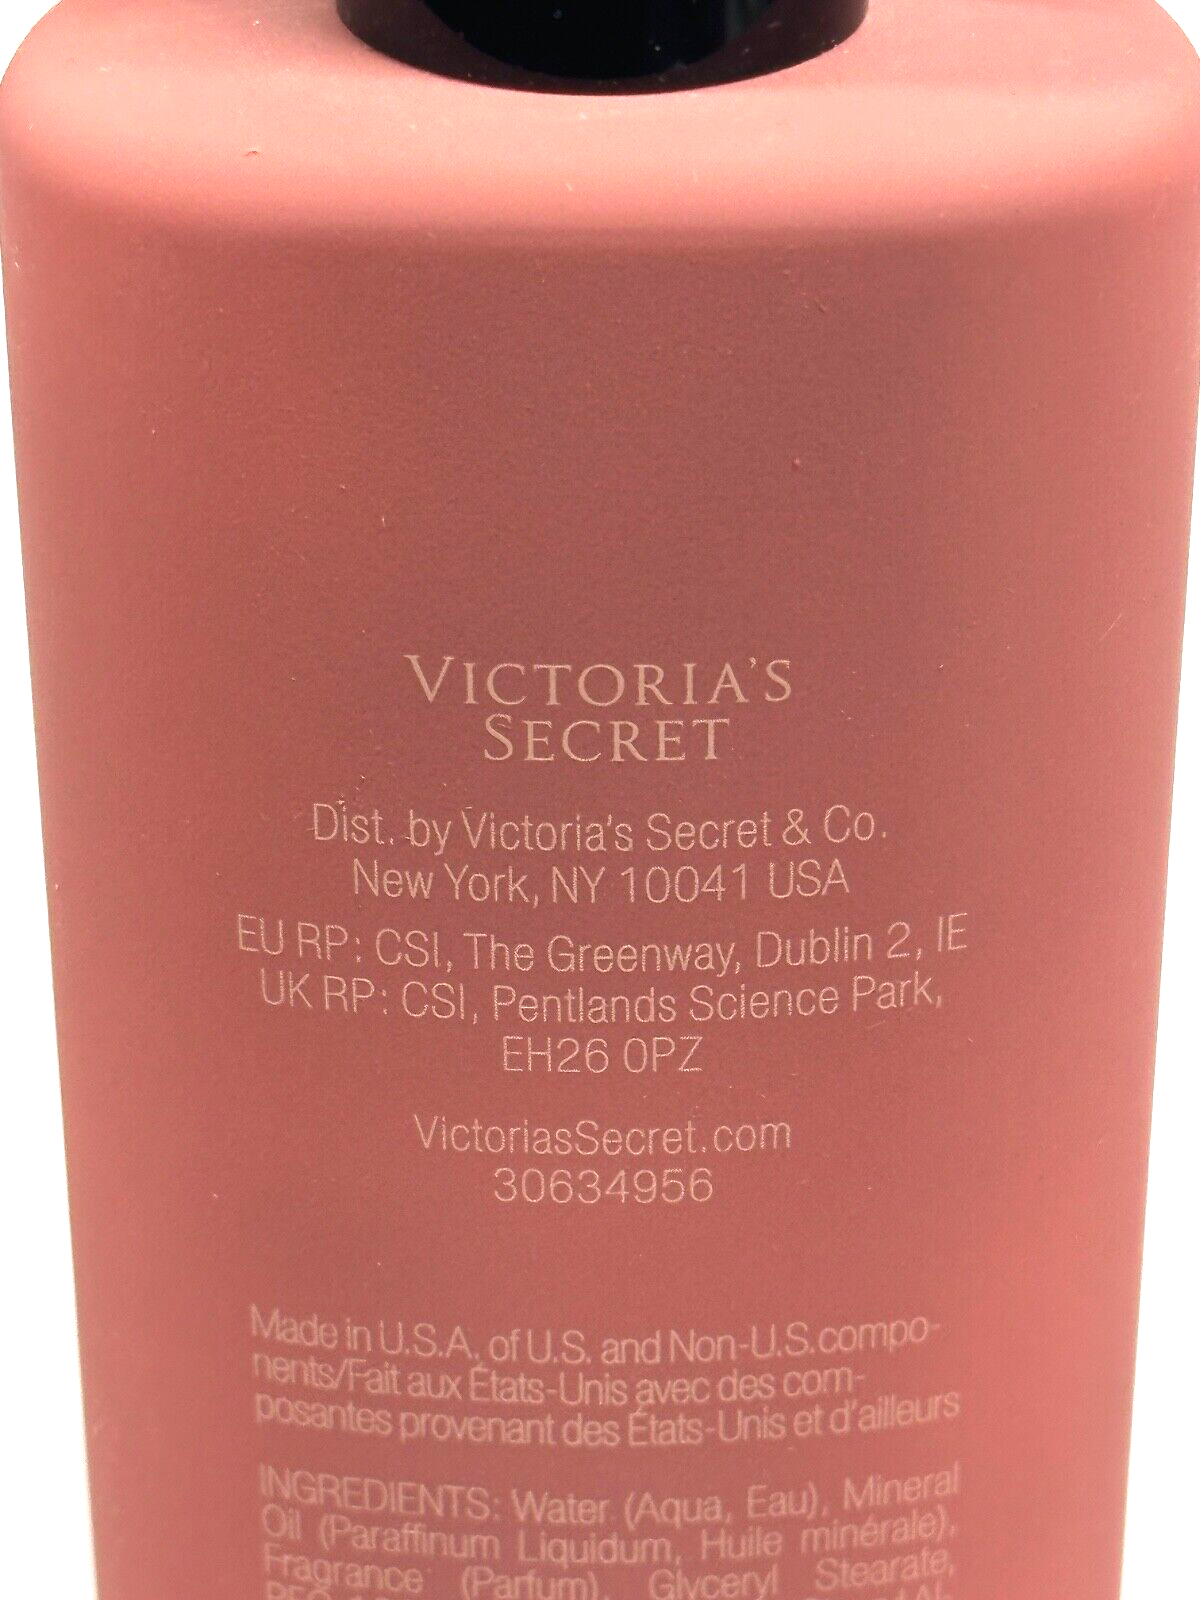 VICTORIA'S
SECRET
Dist. by Victoria's Secret & Co.
New York, NY 10041 USA
EU RP: CSI, The Greenway, Dublin 2, IE
UK RP: CSI, Pentlands Science Park,
EH26 0PZ
VictoriasSecret.com
30634956
Made in U.S.A. of U.S. and Non-U.S.compo-
nents/Fait aux États-Unis avec des com-
posantes provenant des États-Unis et d'ailleurs
INGREDIENTS: Water (Aqua, Eau), Mineral
Oil (Paraffinum Liquidum, Huile minérale),
Fragrance (Parfum), Glyceryl Stearate,